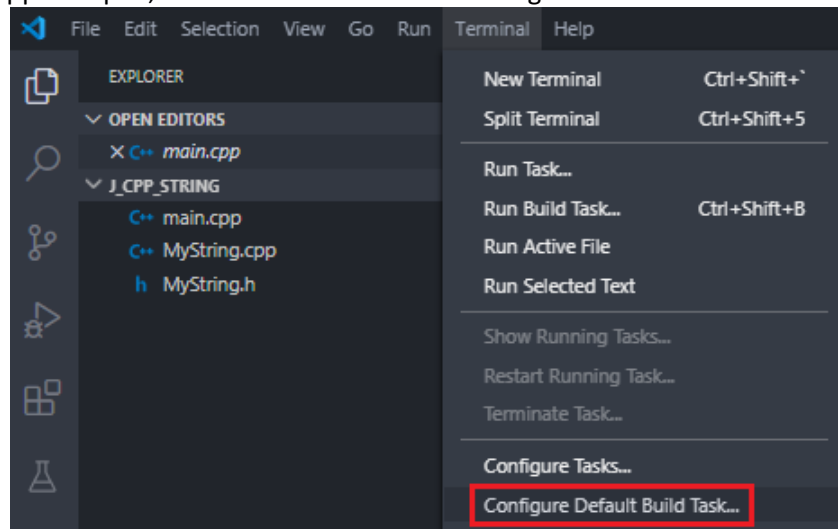 File Edit Selection View Go Run Terminal Help
EXPLORER
OPEN EDITORS
main.cpp
J_CPP_STRING
C++ main.cpp
C++ MyString.cpp
h MyString.h
New Terminal Ctrl+Shift+`
Split Terminal Ctrl+Shift+5
Run Task...
Run Build Task... Ctrl+Shift+B
Run Active File
Run Selected Text
Show Running Tasks...
Restart Running Task...
Terminate Task...
Configure Tasks...
Configure Default Build Task...